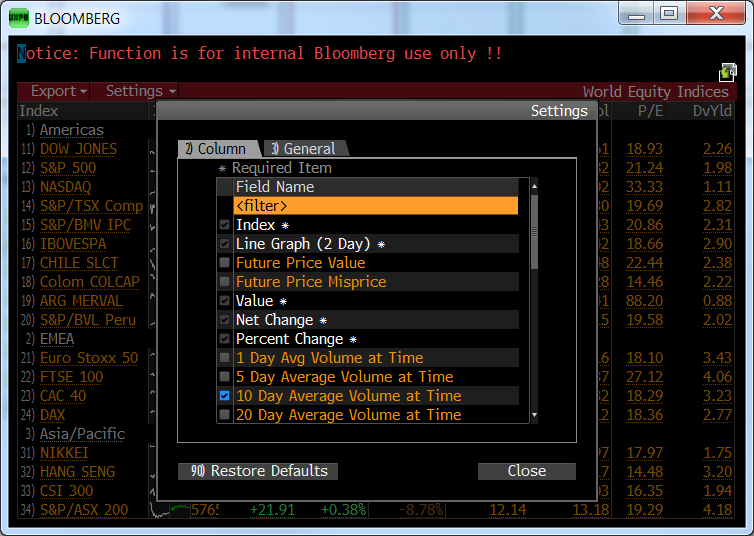 BLOOMBERG
Notice: Function is for internal Bloomberg use only !!
Export Settings World Equity Indices
Index P/E DvYld
1) Americas
11) DOW JONES 18.93 2.26
12) S&P 500 21.24 1.98
13) NASDAQ 33.33 1.11
14) S&P/TSX Comp 19.69 2.82
15) S&P/BMV IPC 20.86 2.31
16) IBOVESPA 18.66 2.90
17) CHILE SLCT 22.44 2.38
18) Colom COLCAP 14.46 2.22
19) ARG MERVAL 88.20 0.88
20) S&P/BVL Peru 19.58 2.02
2) EMEA
21) Euro Stoxx 50 18.10 3.43
22) FTSE 100 27.12 4.06
23) CAC 40 18.29 3.23
24) DAX 18.36 2.77
3) Asia/Pacific
31) NIKKEI 17.97 1.75
32) HANG SENG 14.48 3.20
33) CSI 300 16.35 1.94
34) S&P/ASX 200 +21.91 +0.38% -8.78% 12.14 13.18 19.29 4.18
Settings
2) Column 3) General
* Required Item
Field Name
<filter>
Index *
Line Graph (2 Day) *
Future Price Value
Future Price Misprice
Value *
Net Change *
Percent Change *
1 Day Avg Volume at Time
5 Day Average Volume at Time
10 Day Average Volume at Time
20 Day Average Volume at Time
90) Restore Defaults Close